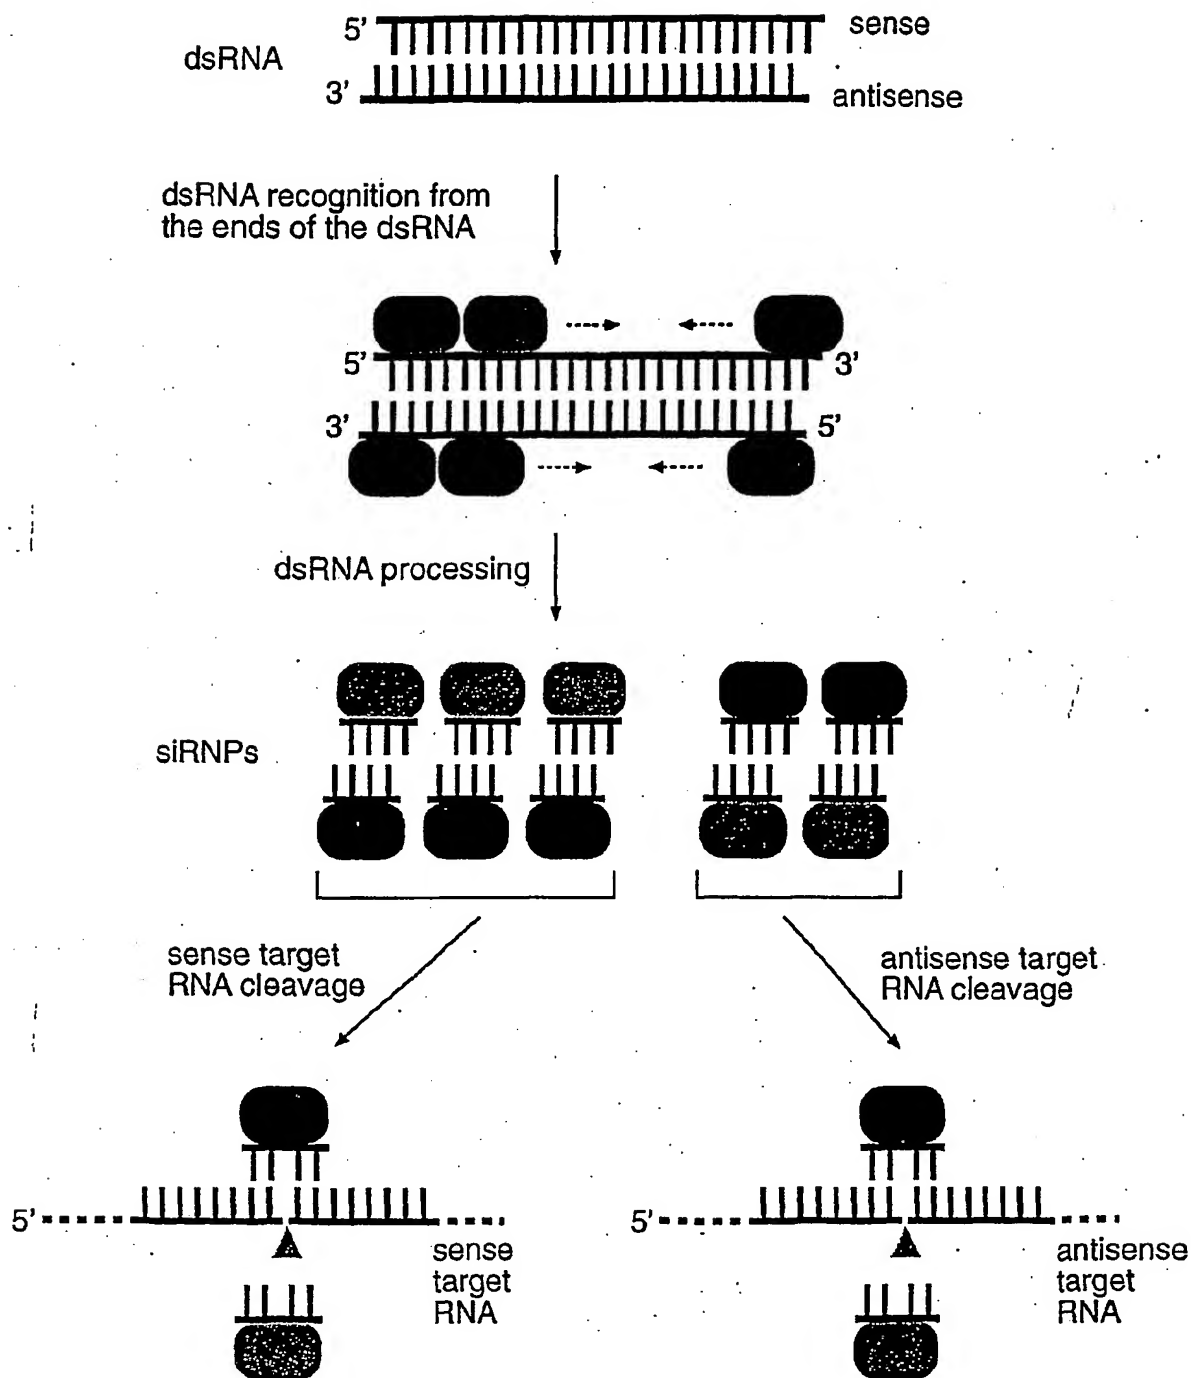 5' sense
dsRNA
3' antisense
dsRNA recognition from
the ends of the dsRNA
5' 3'
3' 5'
dsRNA processing
siRNPs
sense target
RNA cleavage
antisense target
RNA cleavage
5'
sense
target
RNA
5'
antisense
target
RNA